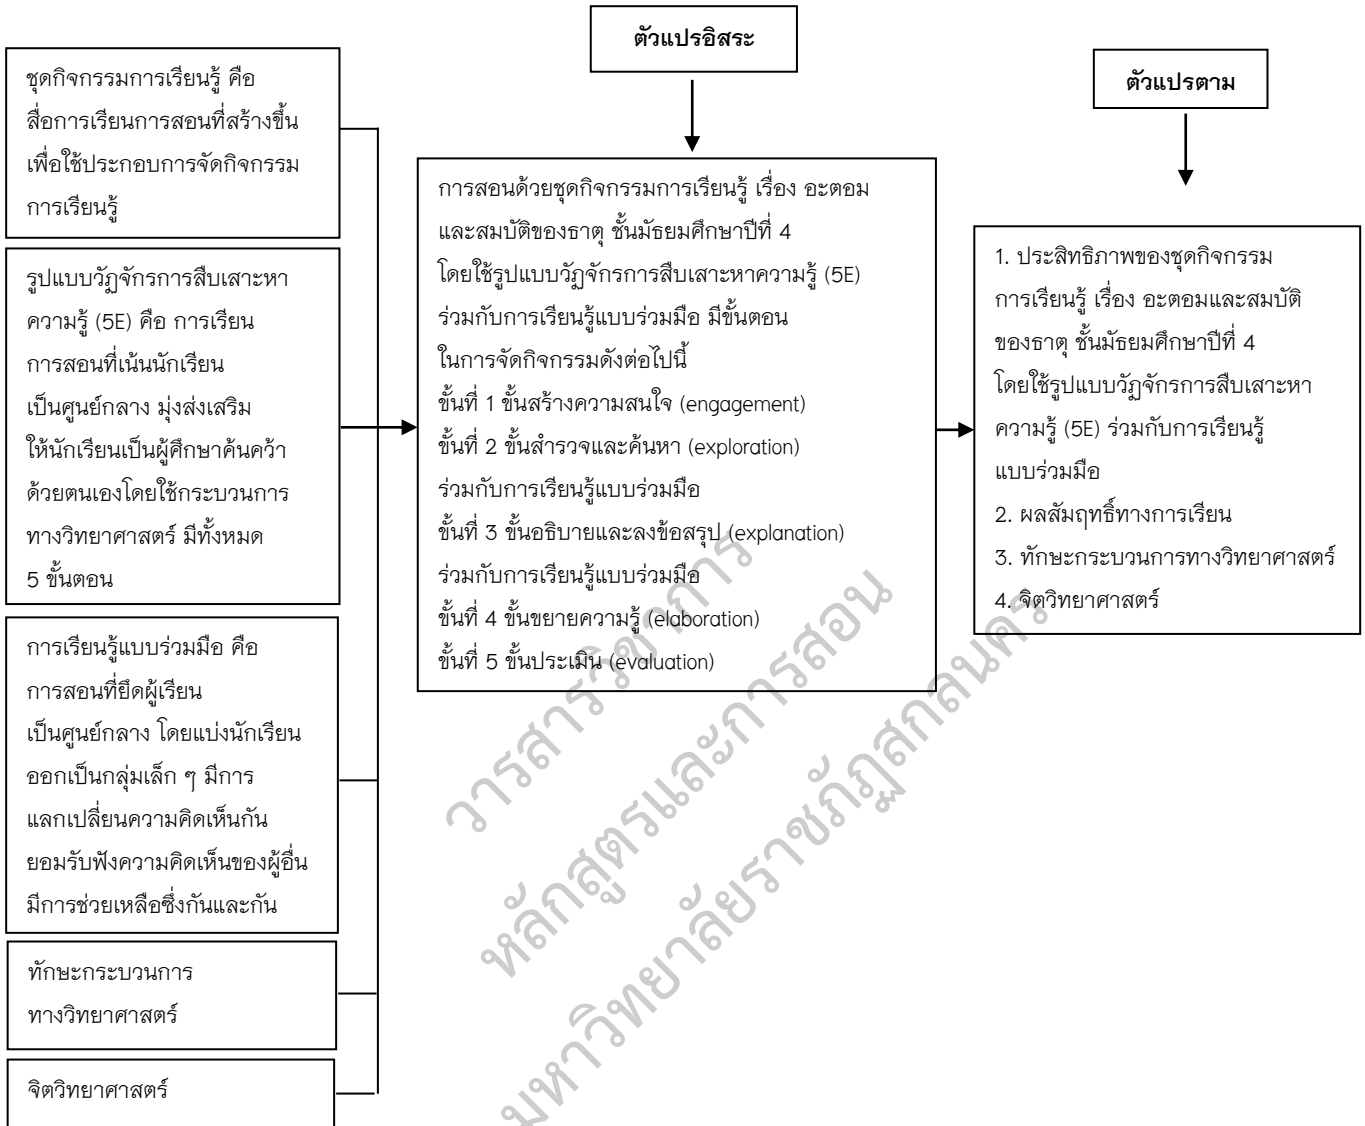 ตัวแปรอิสระ
ตัวแปรตาม
ชุดกิจกรรมการเรียนรู้ คือ
สื่อการเรียนการสอนที่สร้างขึ้น
เพื่อใช้ประกอบการจัดกิจกรรม
การเรียนรู้
รูปแบบวัฏจักรการสืบเสาะหา
ความรู้ (5E) คือ การเรียน
การสอนที่เน้นนักเรียน
เป็นศูนย์กลาง มุ่งส่งเสริม
ให้นักเรียนเป็นผู้ศึกษาค้นคว้า
ด้วยตนเองโดยใช้กระบวนการ
ทางวิทยาศาสตร์ มีทั้งหมด
5 ขั้นตอน
การเรียนรู้แบบร่วมมือ คือ
การสอนที่ยึดผู้เรียน
เป็นศูนย์กลาง โดยแบ่งนักเรียน
ออกเป็นกลุ่มเล็ก ๆ มีการ
แลกเปลี่ยนความคิดเห็นกัน
ยอมรับฟังความคิดเห็นของผู้อื่น
มีการช่วยเหลือซึ่งกันและกัน
ทักษะกระบวนการ
ทางวิทยาศาสตร์
จิตวิทยาศาสตร์
การสอนด้วยชุดกิจกรรมการเรียนรู้ เรื่อง อะตอม
และสมบัติของธาตุ ชั้นมัธยมศึกษาปีที่ 4
โดยใช้รูปแบบวัฏจักรการสืบเสาะหาความรู้ (5E)
ร่วมกับการเรียนรู้แบบร่วมมือ มีขั้นตอน
ในการจัดกิจกรรมดังต่อไปนี้
ขั้นที่ 1 ขั้นสร้างความสนใจ (engagement)
ขั้นที่ 2 ขั้นสำรวจและค้นหา (exploration)
ร่วมกับการเรียนรู้แบบร่วมมือ
ขั้นที่ 3 ขั้นอธิบายและลงข้อสรุป (explanation)
ร่วมกับการเรียนรู้แบบร่วมมือ
ขั้นที่ 4 ขั้นขยายความรู้ (elaboration)
ขั้นที่ 5 ขั้นประเมิน (evaluation)
1. ประสิทธิภาพของชุดกิจกรรม
การเรียนรู้ เรื่อง อะตอมและสมบัติ
ของธาตุ ชั้นมัธยมศึกษาปีที่ 4
โดยใช้รูปแบบวัฏจักรการสืบเสาะหา
ความรู้ (5E) ร่วมกับการเรียนรู้
แบบร่วมมือ
2. ผลสัมฤทธิ์ทางการเรียน
3. ทักษะกระบวนการทางวิทยาศาสตร์
4. จิตวิทยาศาสตร์
วารสารวิชาการ
หลักสูตรและการสอน
มหาวิทยาลัยราชภัฏสกลนคร